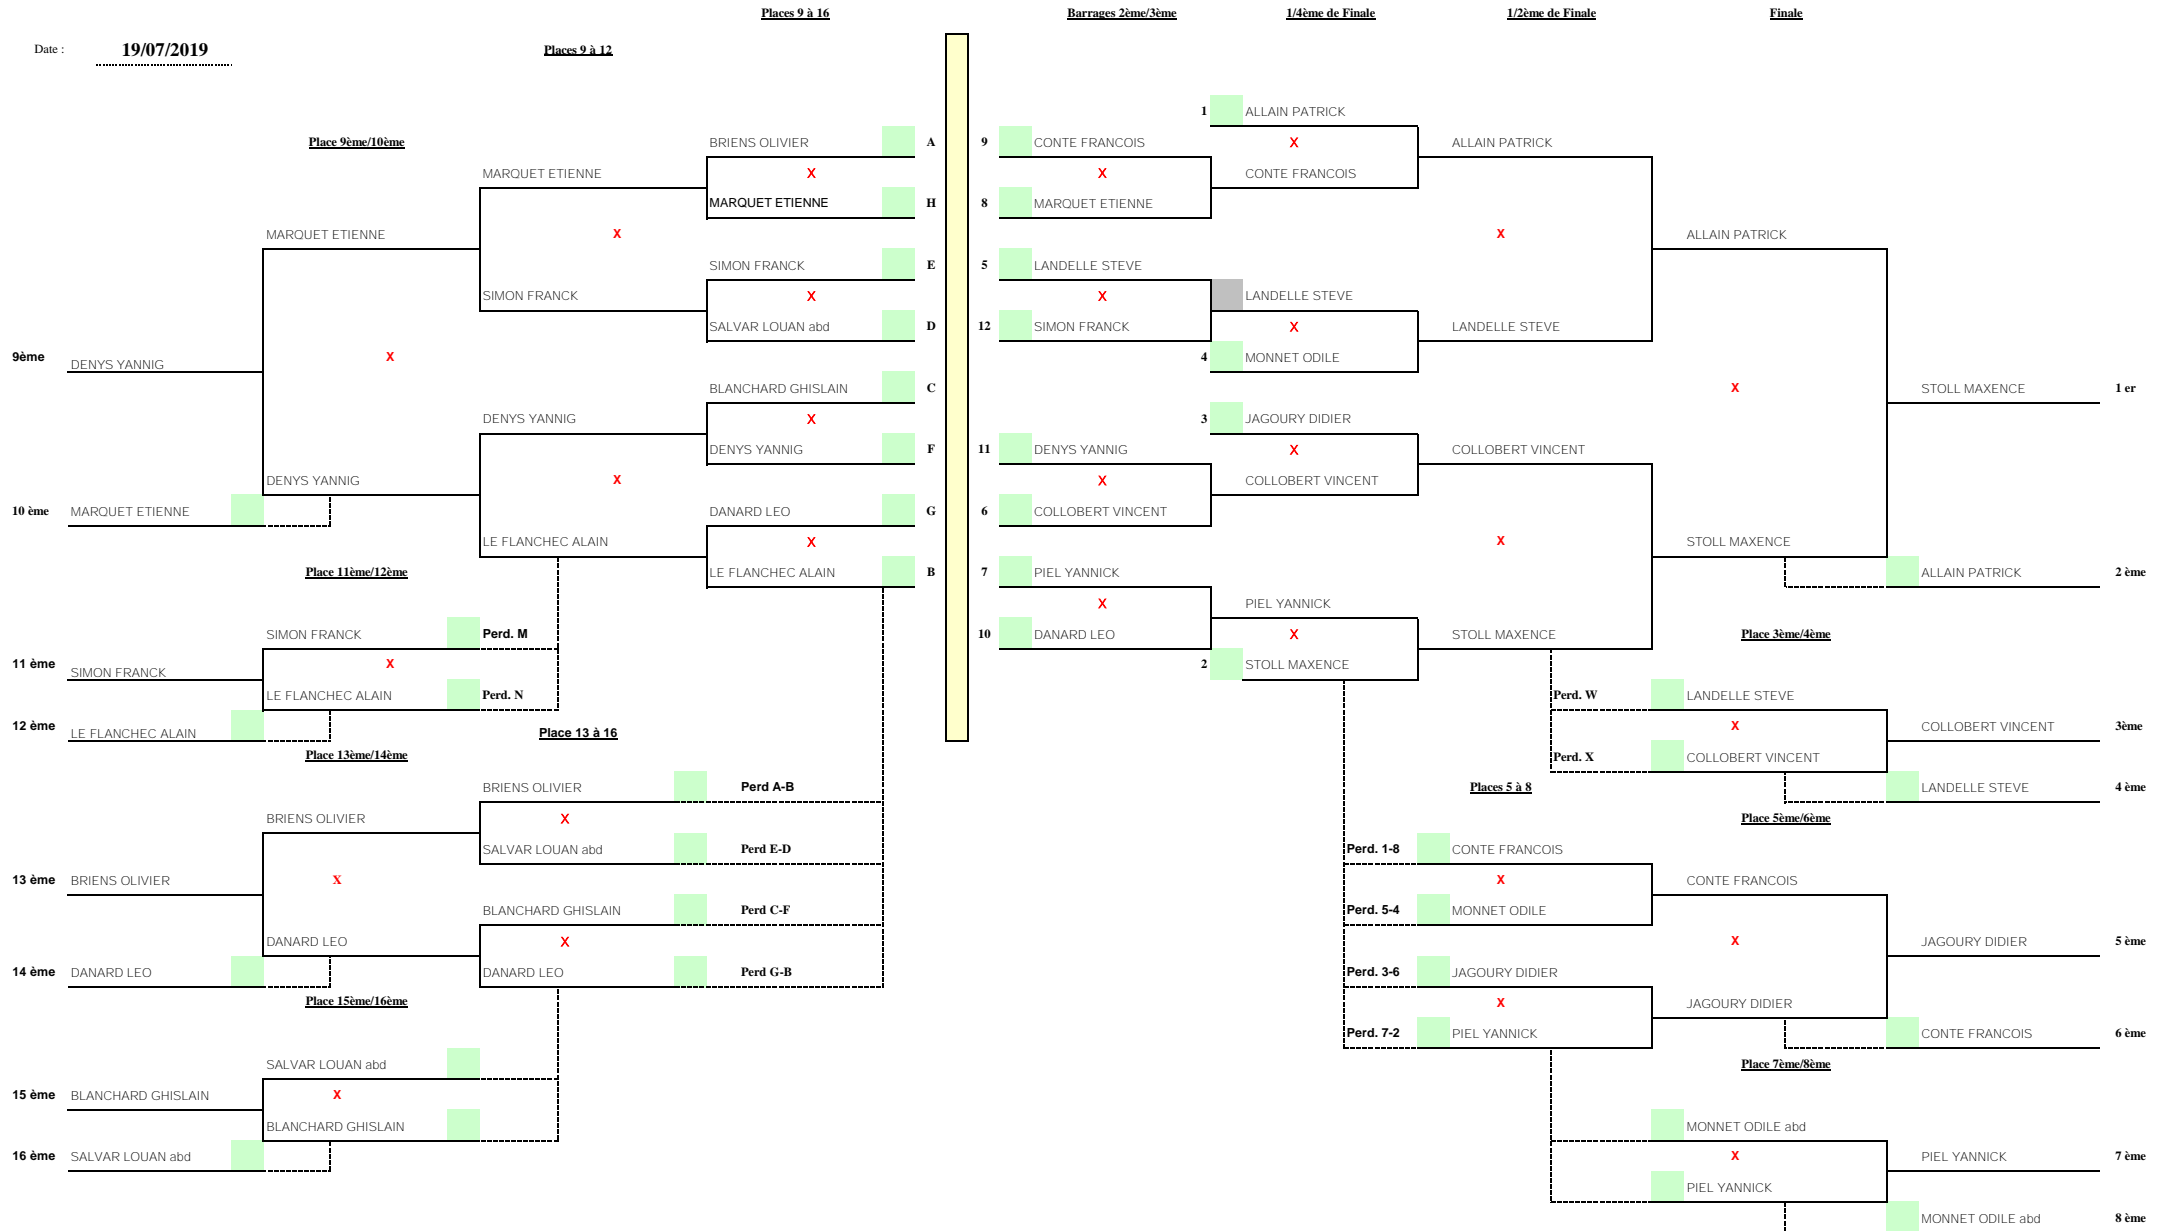 Places 9 à 16
Barrages 2ème/3ème
1/4ème de Finale
1/2ème de Finale
Finale
Date :
19/07/2019
Places 9 à 12
1 ALLAIN PATRICK
Place 9ème/10ème
BRIENS OLIVIER A
9 CONTE FRANCOIS
X
ALLAIN PATRICK
MARQUET ETIENNE
X
X
CONTE FRANCOIS
MARQUET ETIENNE H
8 MARQUET ETIENNE
MARQUET ETIENNE
X
X
ALLAIN PATRICK
SIMON FRANCK E
5 LANDELLE STEVE
SIMON FRANCK
X
X
LANDELLE STEVE
SALVAR LOUAN abd D
12 SIMON FRANCK
X
LANDELLE STEVE
9ème DENYS YANNIG
X
4 MONNET ODILE
BLANCHARD GHISLAIN C
X
STOLL MAXENCE 1 er
DENYS YANNIG
X
3 JAGOURY DIDIER
DENYS YANNIG F
11 DENYS YANNIG
X
COLLOBERT VINCENT
DENYS YANNIG
X
X
COLLOBERT VINCENT
10 ème MARQUET ETIENNE
DANARD LEO G
6 COLLOBERT VINCENT
LE FLANCHEC ALAIN
X
X
STOLL MAXENCE
Place 11ème/12ème
LE FLANCHEC ALAIN B
7 PIEL YANNICK
ALLAIN PATRICK 2 ème
X
PIEL YANNICK
SIMON FRANCK Perd. M
10 DANARD LEO
X
STOLL MAXENCE
Place 3ème/4ème
11 ème SIMON FRANCK
X
2 STOLL MAXENCE
LE FLANCHEC ALAIN Perd. N
Perd. W LANDELLE STEVE
12 ème LE FLANCHEC ALAIN
Place 13 à 16
X
COLLOBERT VINCENT 3ème
Place 13ème/14ème
Perd. X COLLOBERT VINCENT
BRIENS OLIVIER Perd A-B
Places 5 à 8
LANDELLE STEVE 4 ème
BRIENS OLIVIER
X
Place 5ème/6ème
SALVAR LOUAN abd Perd E-D
Perd. 1-8 CONTE FRANCOIS
13 ème BRIENS OLIVIER
X
X
CONTE FRANCOIS
BLANCHARD GHISLAIN Perd C-F
Perd. 5-4 MONNET ODILE
DANARD LEO
X
X
JAGOURY DIDIER 5 ème
14 ème DANARD LEO
DANARD LEO Perd G-B
Perd. 3-6 JAGOURY DIDIER
Place 15ème/16ème
X
JAGOURY DIDIER
Perd. 7-2 PIEL YANNICK
CONTE FRANCOIS 6 ème
SALVAR LOUAN abd
Place 7ème/8ème
15 ème BLANCHARD GHISLAIN
X
BLANCHARD GHISLAIN
MONNET ODILE abd
16 ème SALVAR LOUAN abd
X
PIEL YANNICK 7 ème
PIEL YANNICK
MONNET ODILE abd 8 ème